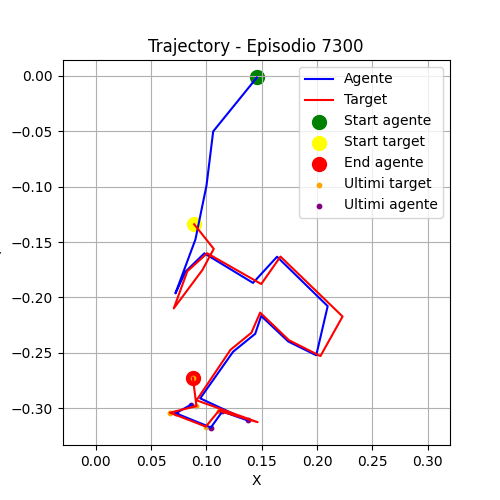 Trajectory - Episodio 7300
0.00
−0.05
−0.10
−0.15
−0.20
−0.25
−0.30
Agente
Target
Start agente
Start target
End agente
Ultimi target
Ultimi agente
0.00 0.05 0.10 0.15 0.20 0.25 0.30
X